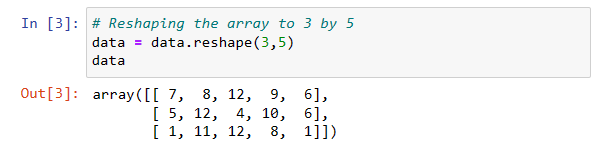 In [3]: # Reshaping the array to 3 by 5
data = data.reshape(3,5)
data
Out[3]: array([[ 7,  8, 12,  9,  6],
[ 5, 12,  4, 10,  6],
[ 1, 11, 12,  8,  1]])